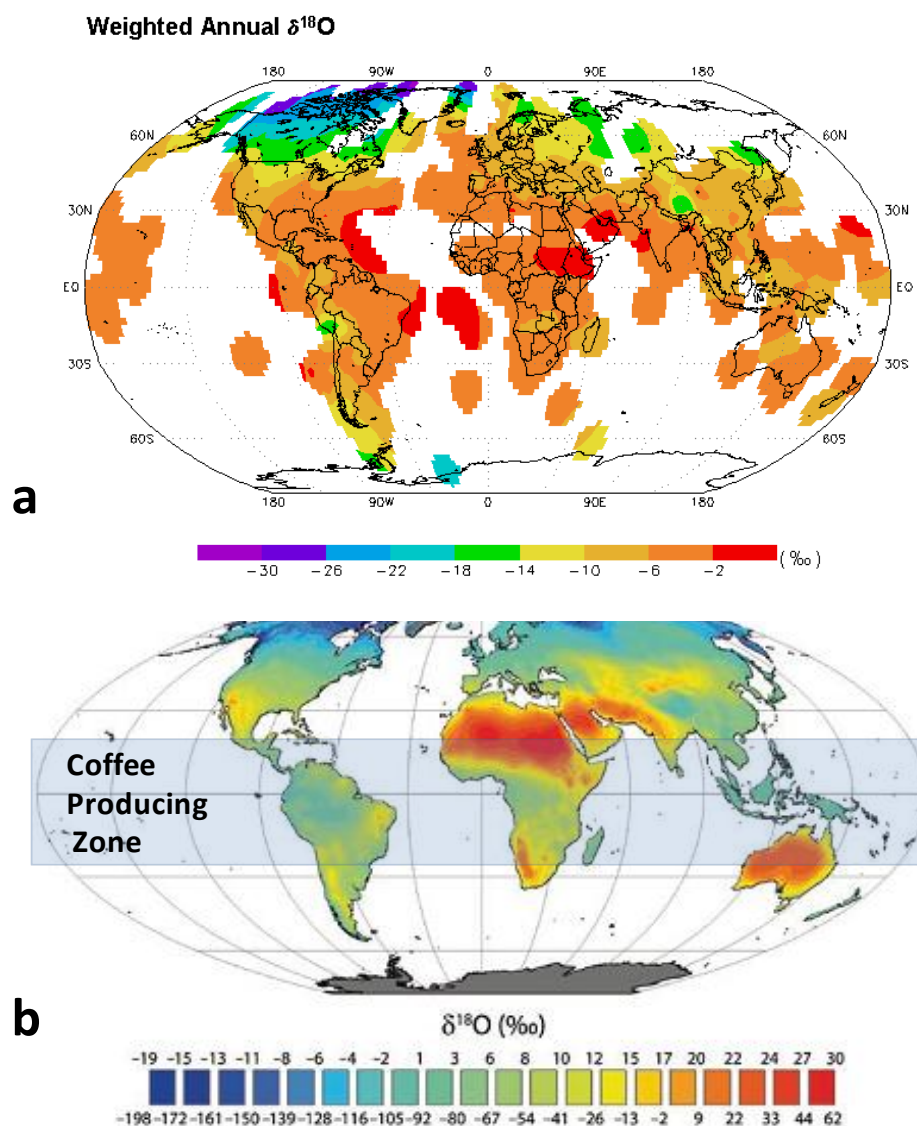 Weighted Annual δ¹⁸O
180 90W 0 90E 180
60N 60N
30N 30N
EQ EQ
30S 30S
60S 60S
180 90W 0 90E 180
a
−30 −26 −22 −18 −14 −10 −6 −2 (‰)
Coffee
Producing
Zone
b
δ¹⁸O (‰)
−19 −15 −13 −11 −8 −6 −4 −2 1 3 6 8 10 12 15 17 20 22 24 27 30
−198 −172 −161 −150 −139 −128 −116 −105 −92 −80 −67 −54 −41 −26 −13 −2 9 22 33 44 62